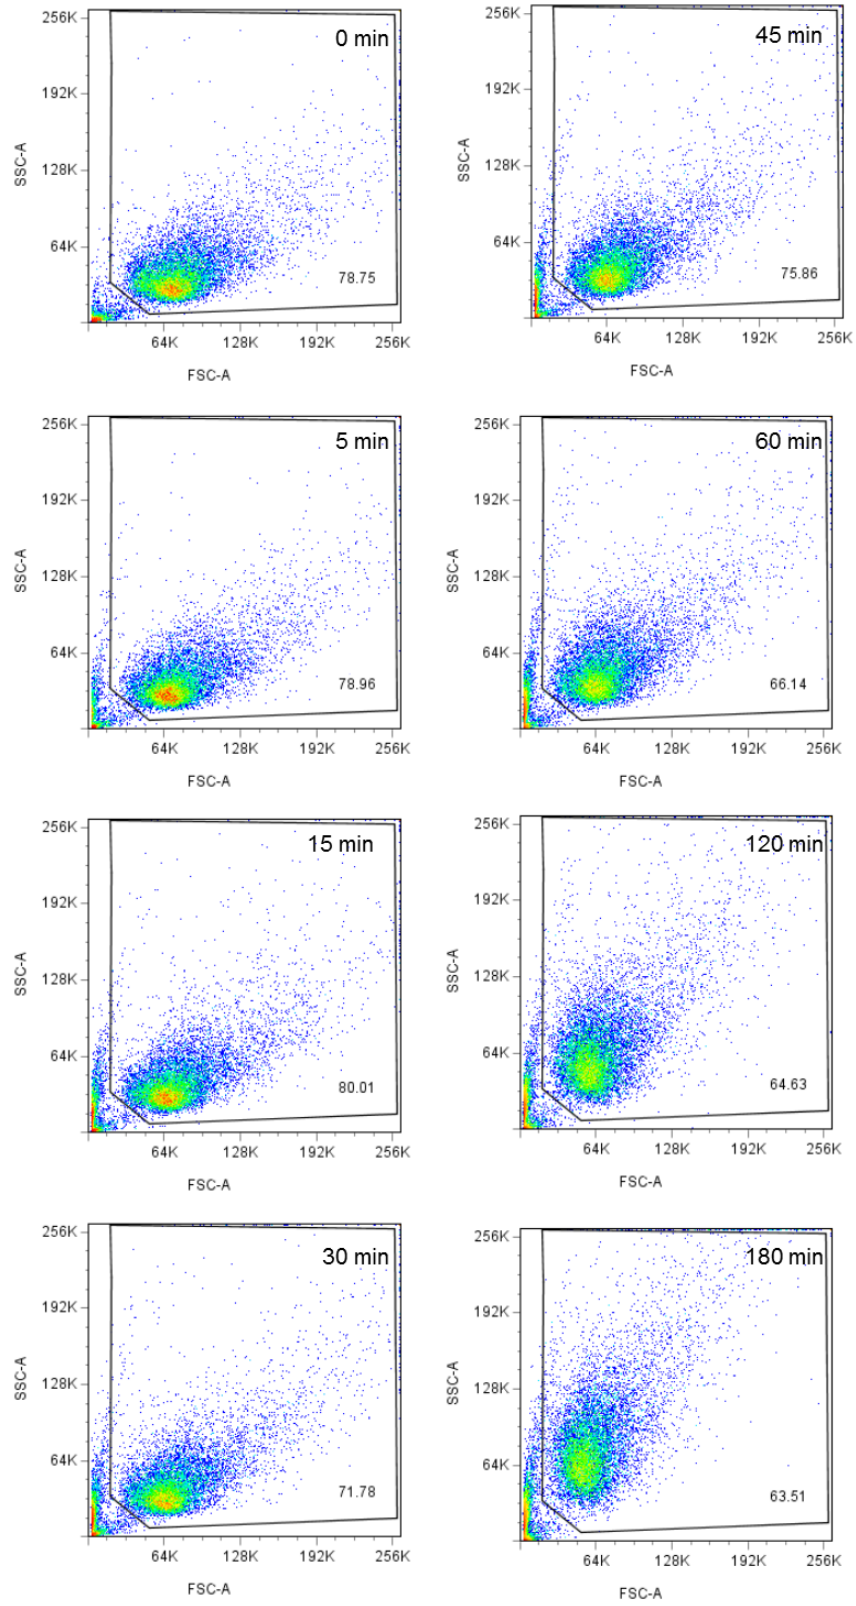 256K
0 min
192K
SSC-A
128K
64K
78.75
64K 128K 192K 256K
FSC-A
256K
45 min
192K
SSC-A
128K
64K
75.86
64K 128K 192K 256K
FSC-A
256K
5 min
192K
SSC-A
128K
64K
78.96
64K 128K 192K 256K
FSC-A
256K
60 min
192K
SSC-A
128K
64K
66.14
64K 128K 192K 256K
FSC-A
256K
15 min
192K
SSC-A
128K
64K
80.01
64K 128K 192K 256K
FSC-A
256K
120 min
192K
SSC-A
128K
64K
64.63
64K 128K 192K 256K
FSC-A
256K
30 min
192K
SSC-A
128K
64K
71.78
64K 128K 192K 256K
FSC-A
256K
180 min
192K
SSC-A
128K
64K
63.51
64K 128K 192K 256K
FSC-A